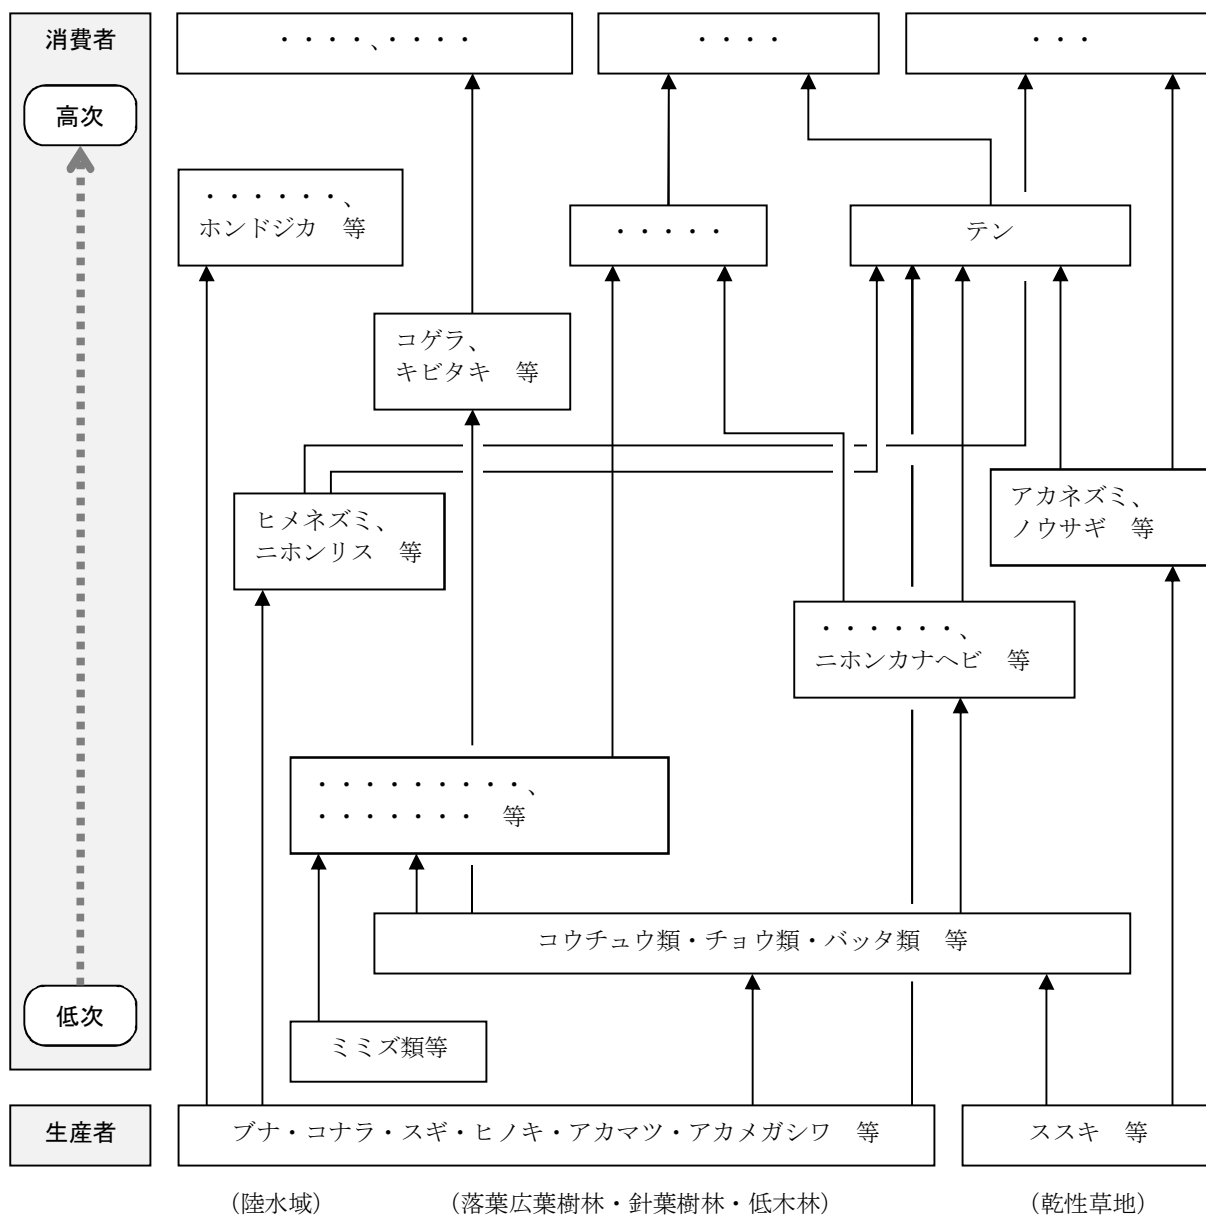 消費者
・・・・、・・・・
・・・・
・・・
高次
・・・・・・、
ホンドジカ　等
・・・・・
テン
コゲラ、
キビタキ　等
ヒメネズミ、
ニホンリス　等
アカネズミ、
ノウサギ　等
・・・・・・、
ニホンカナヘビ　等
・・・・・・・・・、
・・・・・・・　等
コウチュウ類・チョウ類・バッタ類　等
低次
ミミズ類等
生産者
ブナ・コナラ・スギ・ヒノキ・アカマツ・アカメガシワ　等
ススキ　等
（陸水域）
（落葉広葉樹林・針葉樹林・低木林）
（乾性草地）